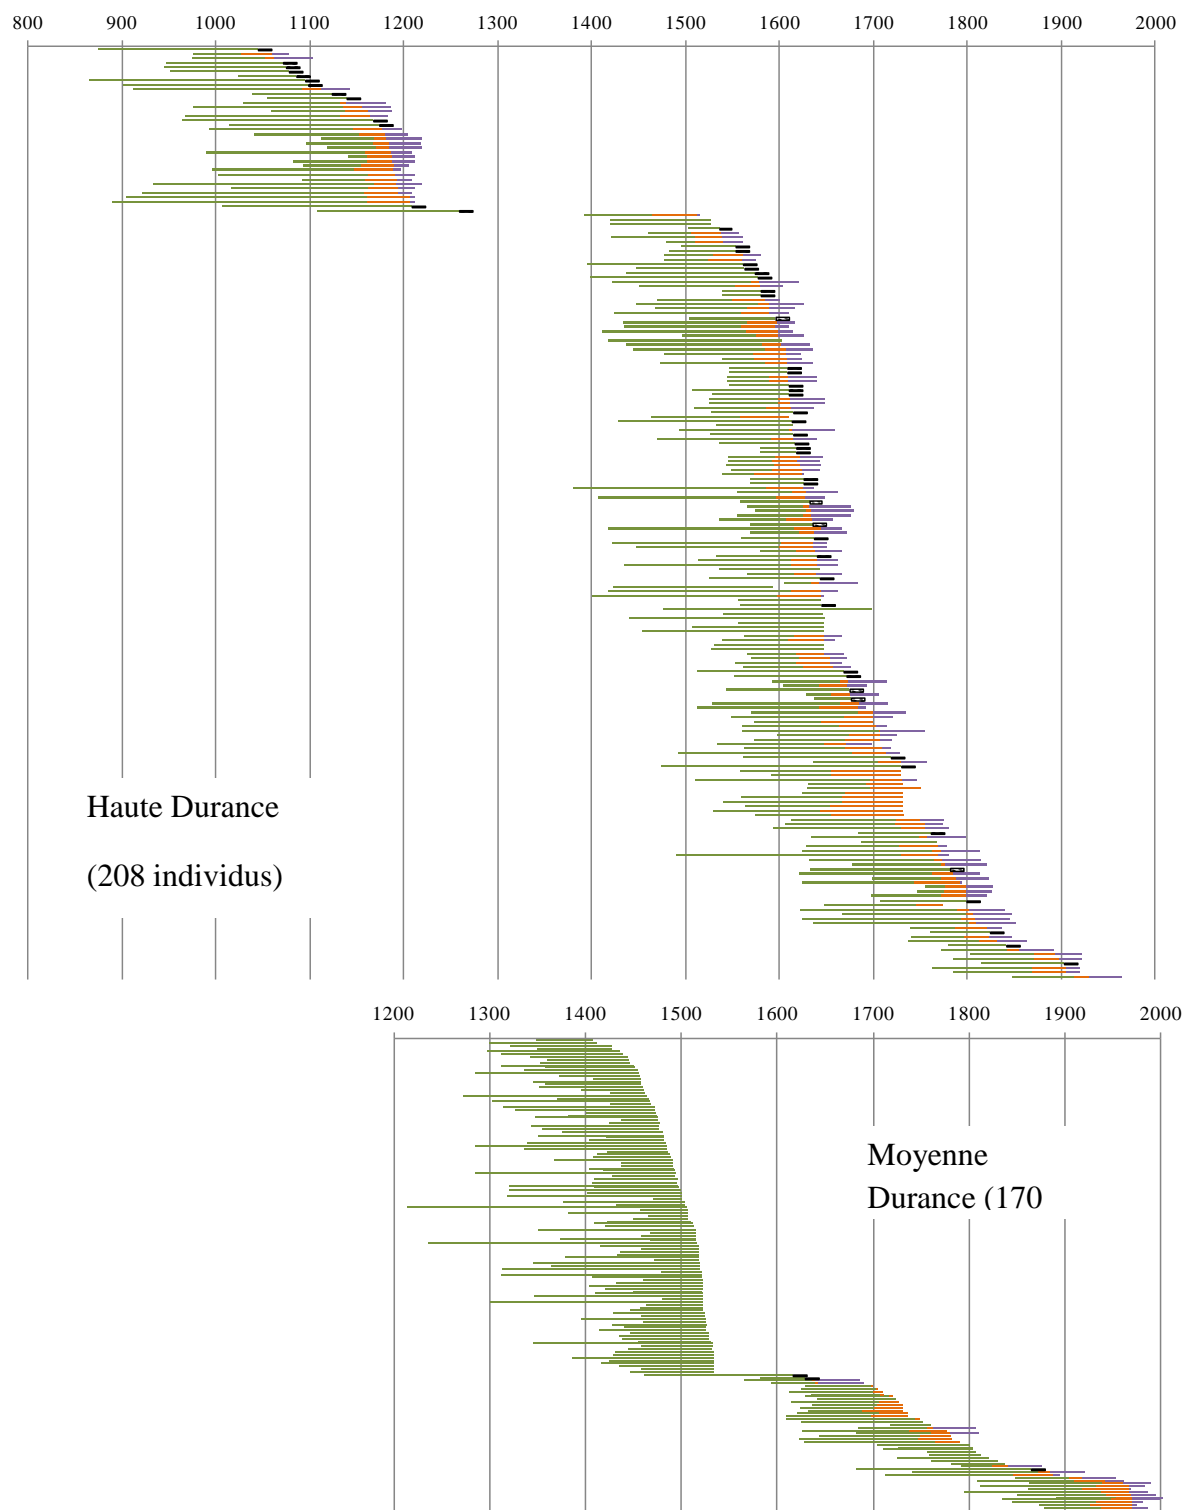 800 900 1000 1100 1200 1300 1400 1500 1600 1700 1800 1900 2000
Haute Durance
(208 individus)
1200 1300 1400 1500 1600 1700 1800 1900 2000
Moyenne
Durance (170